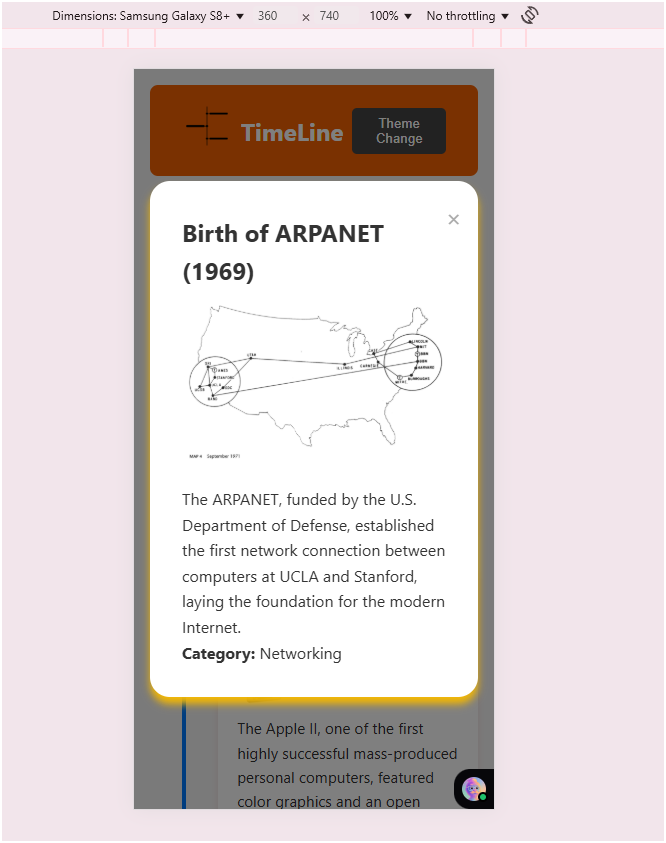 Dimensions: Samsung Galaxy S8+ 360 × 740 100% No throttling
TimeLine
Theme
Change
×
Birth of ARPANET
(1969)
LINCOLN
MIT
CASE
UTAH
BBN
SRI
ILLINOIS
CARNEGIE
HARVARD
AMES
STANFORD
BURROUGHS
UCLA
UCSB
SDC
MITRE
RAND
MAP 4 September 1971
The ARPANET, funded by the U.S.
Department of Defense, established
the first network connection between
computers at UCLA and Stanford,
laying the foundation for the modern
Internet.
Category: Networking
The Apple II, one of the first
highly successful mass-produced
personal computers, featured
color graphics and an open